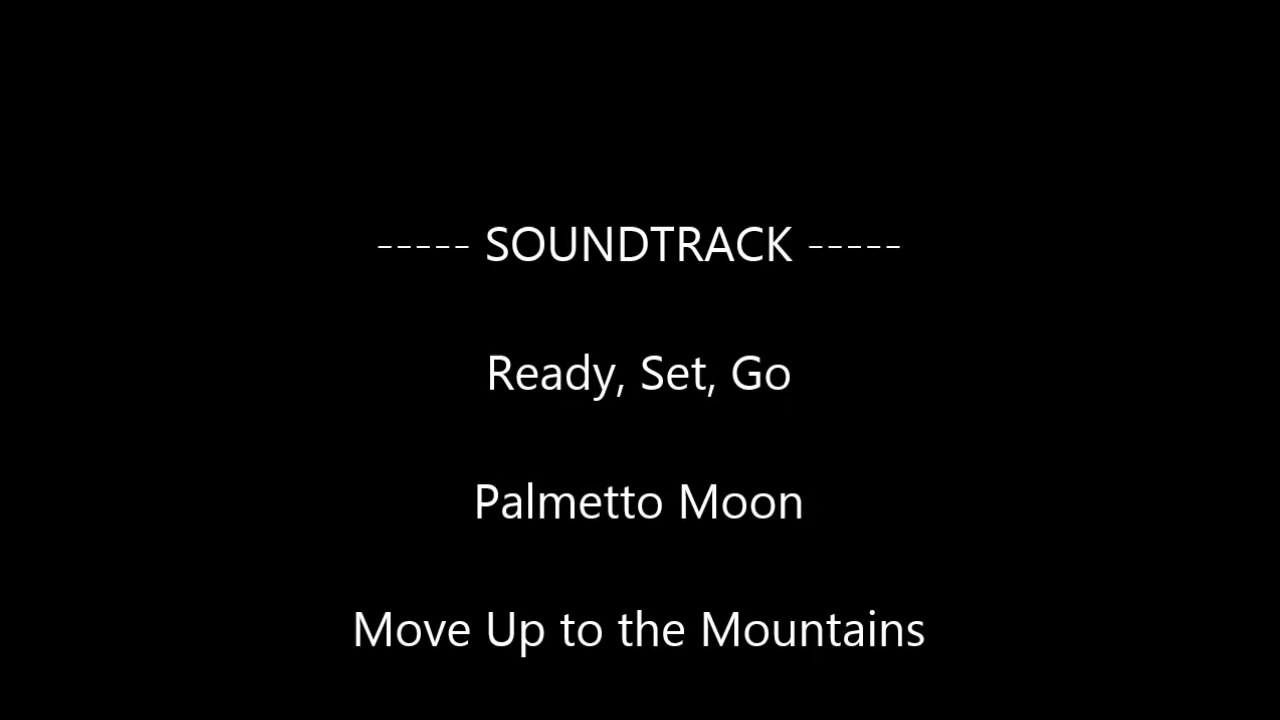 ----- SOUNDTRACK -----
Ready, Set, Go
Palmetto Moon
Move Up to the Mountains